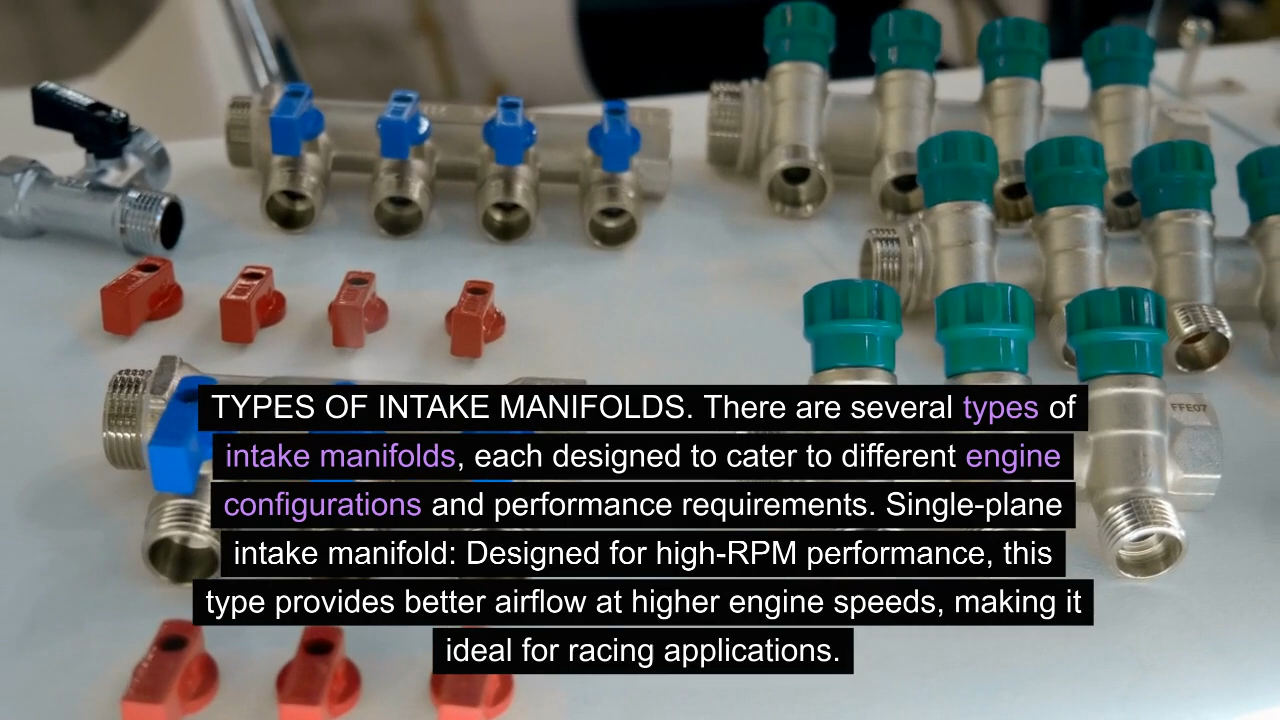 TYPES OF INTAKE MANIFOLDS. There are several types of
intake manifolds, each designed to cater to different engine
configurations and performance requirements. Single-plane
intake manifold: Designed for high-RPM performance, this
type provides better airflow at higher engine speeds, making it
ideal for racing applications.
FFE07